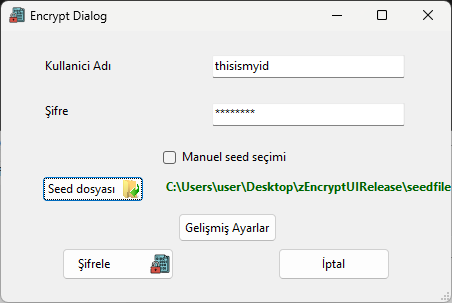 Encrypt Dialog
Kullanici Adı
thisismyid
Şifre
********
Manuel seed seçimi
Seed dosyası
C:\Users\user\Desktop\zEncryptUIRelease\seedfile
Gelişmiş Ayarlar
Şifrele
İptal